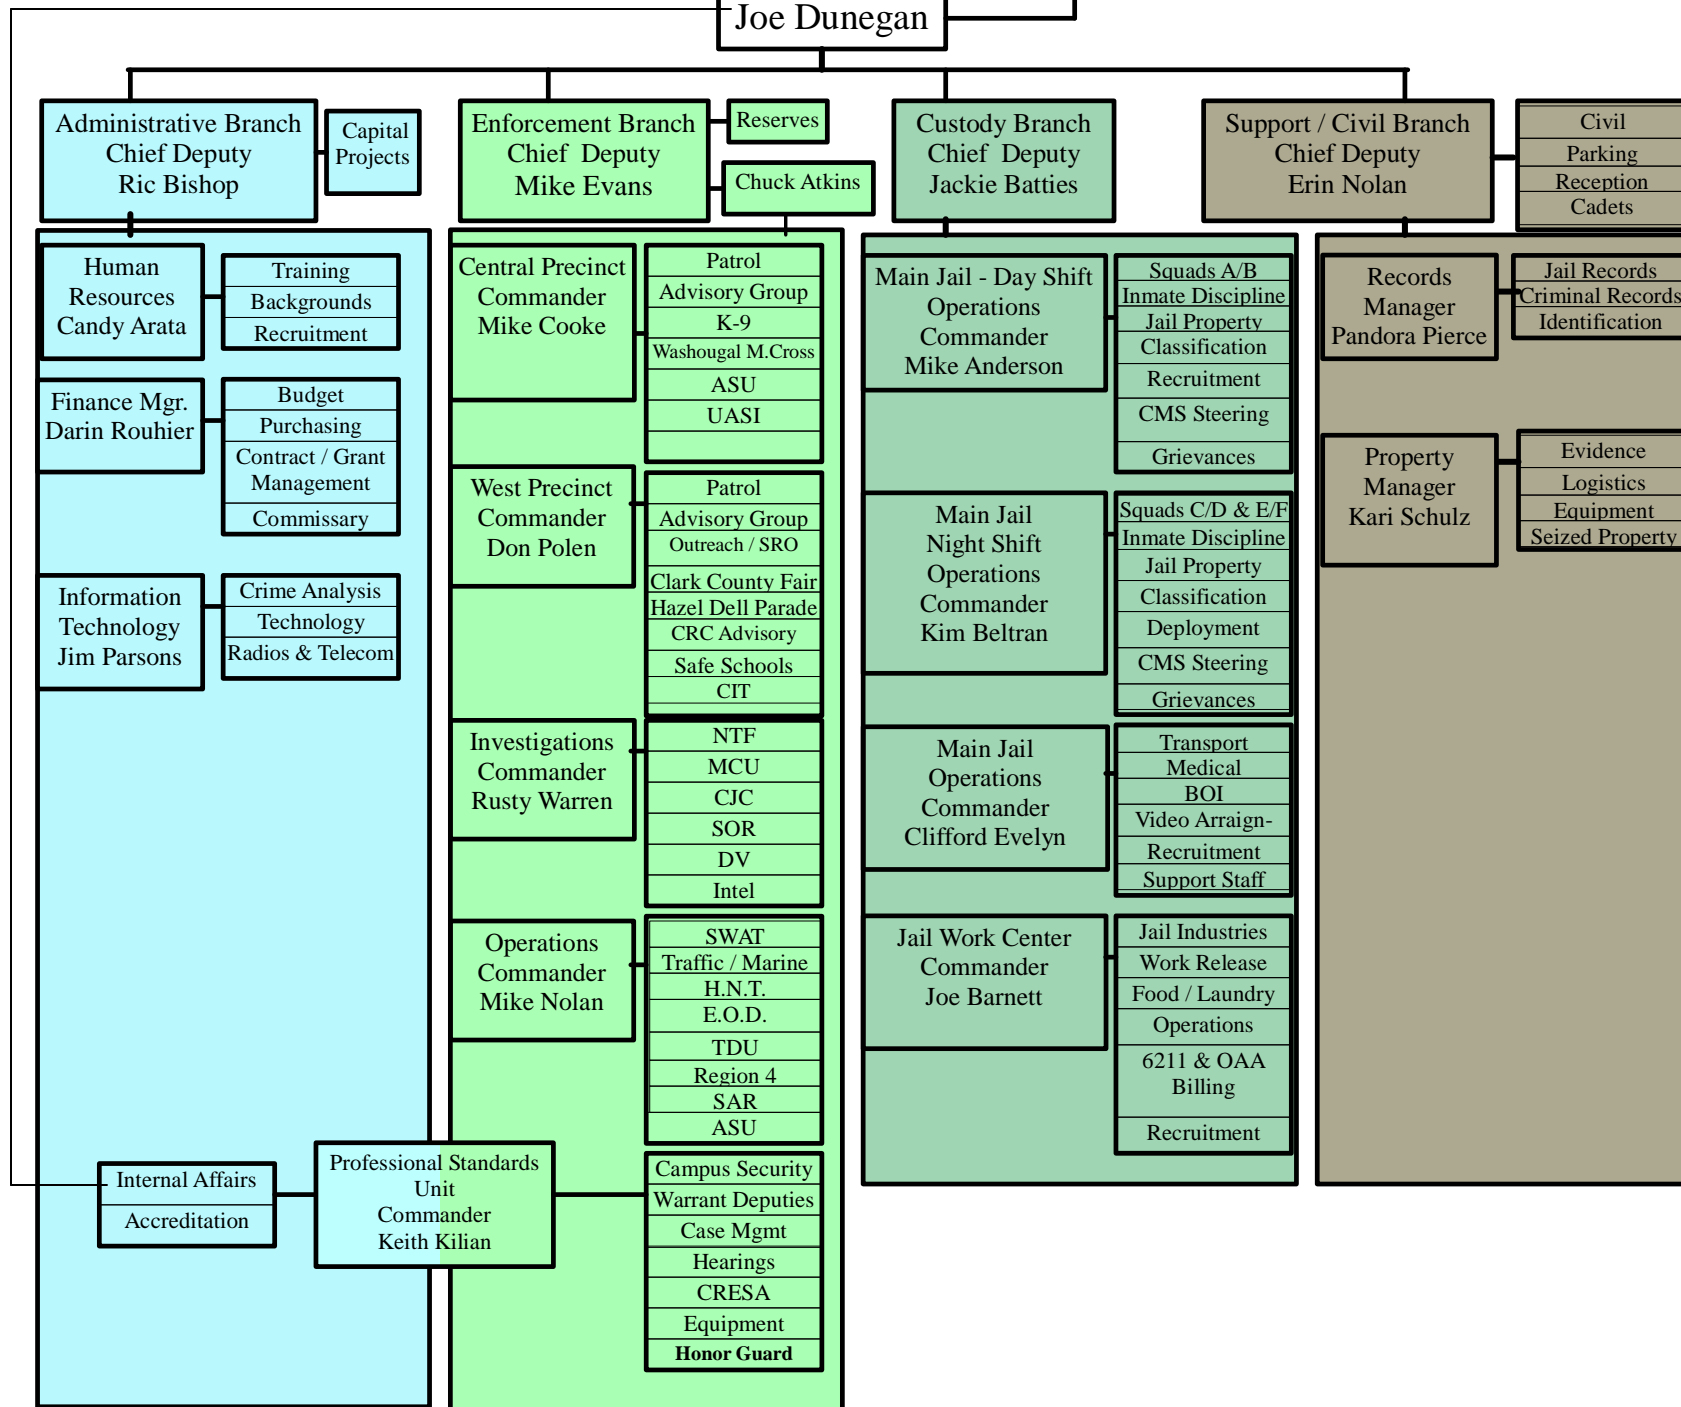 Joe Dunegan
Administrative Branch
Chief Deputy
Ric Bishop
Capital
Projects
Human
Resources
Candy Arata
Training
Backgrounds
Recruitment
Finance Mgr.
Darin Rouhier
Budget
Purchasing
Contract / Grant
Management
Commissary
Information
Technology
Jim Parsons
Crime Analysis
Technology
Radios & Telecom
Internal Affairs
Accreditation
Professional Standards
Unit
Commander
Keith Kilian
Enforcement Branch
Chief Deputy
Mike Evans
Reserves
Chuck Atkins
Central Precinct
Commander
Mike Cooke
Patrol
Advisory Group
K-9
Washougal M.Cross
ASU
UASI
West Precinct
Commander
Don Polen
Patrol
Advisory Group
Outreach / SRO
Clark County Fair
Hazel Dell Parade
CRC Advisory
Safe Schools
CIT
Investigations
Commander
Rusty Warren
NTF
MCU
CJC
SOR
DV
Intel
Operations
Commander
Mike Nolan
SWAT
Traffic / Marine
H.N.T.
E.O.D.
TDU
Region 4
SAR
ASU
Campus Security
Warrant Deputies
Case Mgmt
Hearings
CRESA
Equipment
Honor Guard
Custody Branch
Chief Deputy
Jackie Batties
Main Jail - Day Shift
Operations
Commander
Mike Anderson
Squads A/B
Inmate Discipline
Jail Property
Classification
Recruitment
CMS Steering
Grievances
Main Jail
Night Shift
Operations
Commander
Kim Beltran
Squads C/D & E/F
Inmate Discipline
Jail Property
Classification
Deployment
CMS Steering
Grievances
Main Jail
Operations
Commander
Clifford Evelyn
Transport
Medical
BOI
Video Arraign-
Recruitment
Support Staff
Jail Work Center
Commander
Joe Barnett
Jail Industries
Work Release
Food / Laundry
Operations
6211 & OAA
Billing
Recruitment
Support / Civil Branch
Chief Deputy
Erin Nolan
Civil
Parking
Reception
Cadets
Records
Manager
Pandora Pierce
Jail Records
Criminal Records
Identification
Property
Manager
Kari Schulz
Evidence
Logistics
Equipment
Seized Property